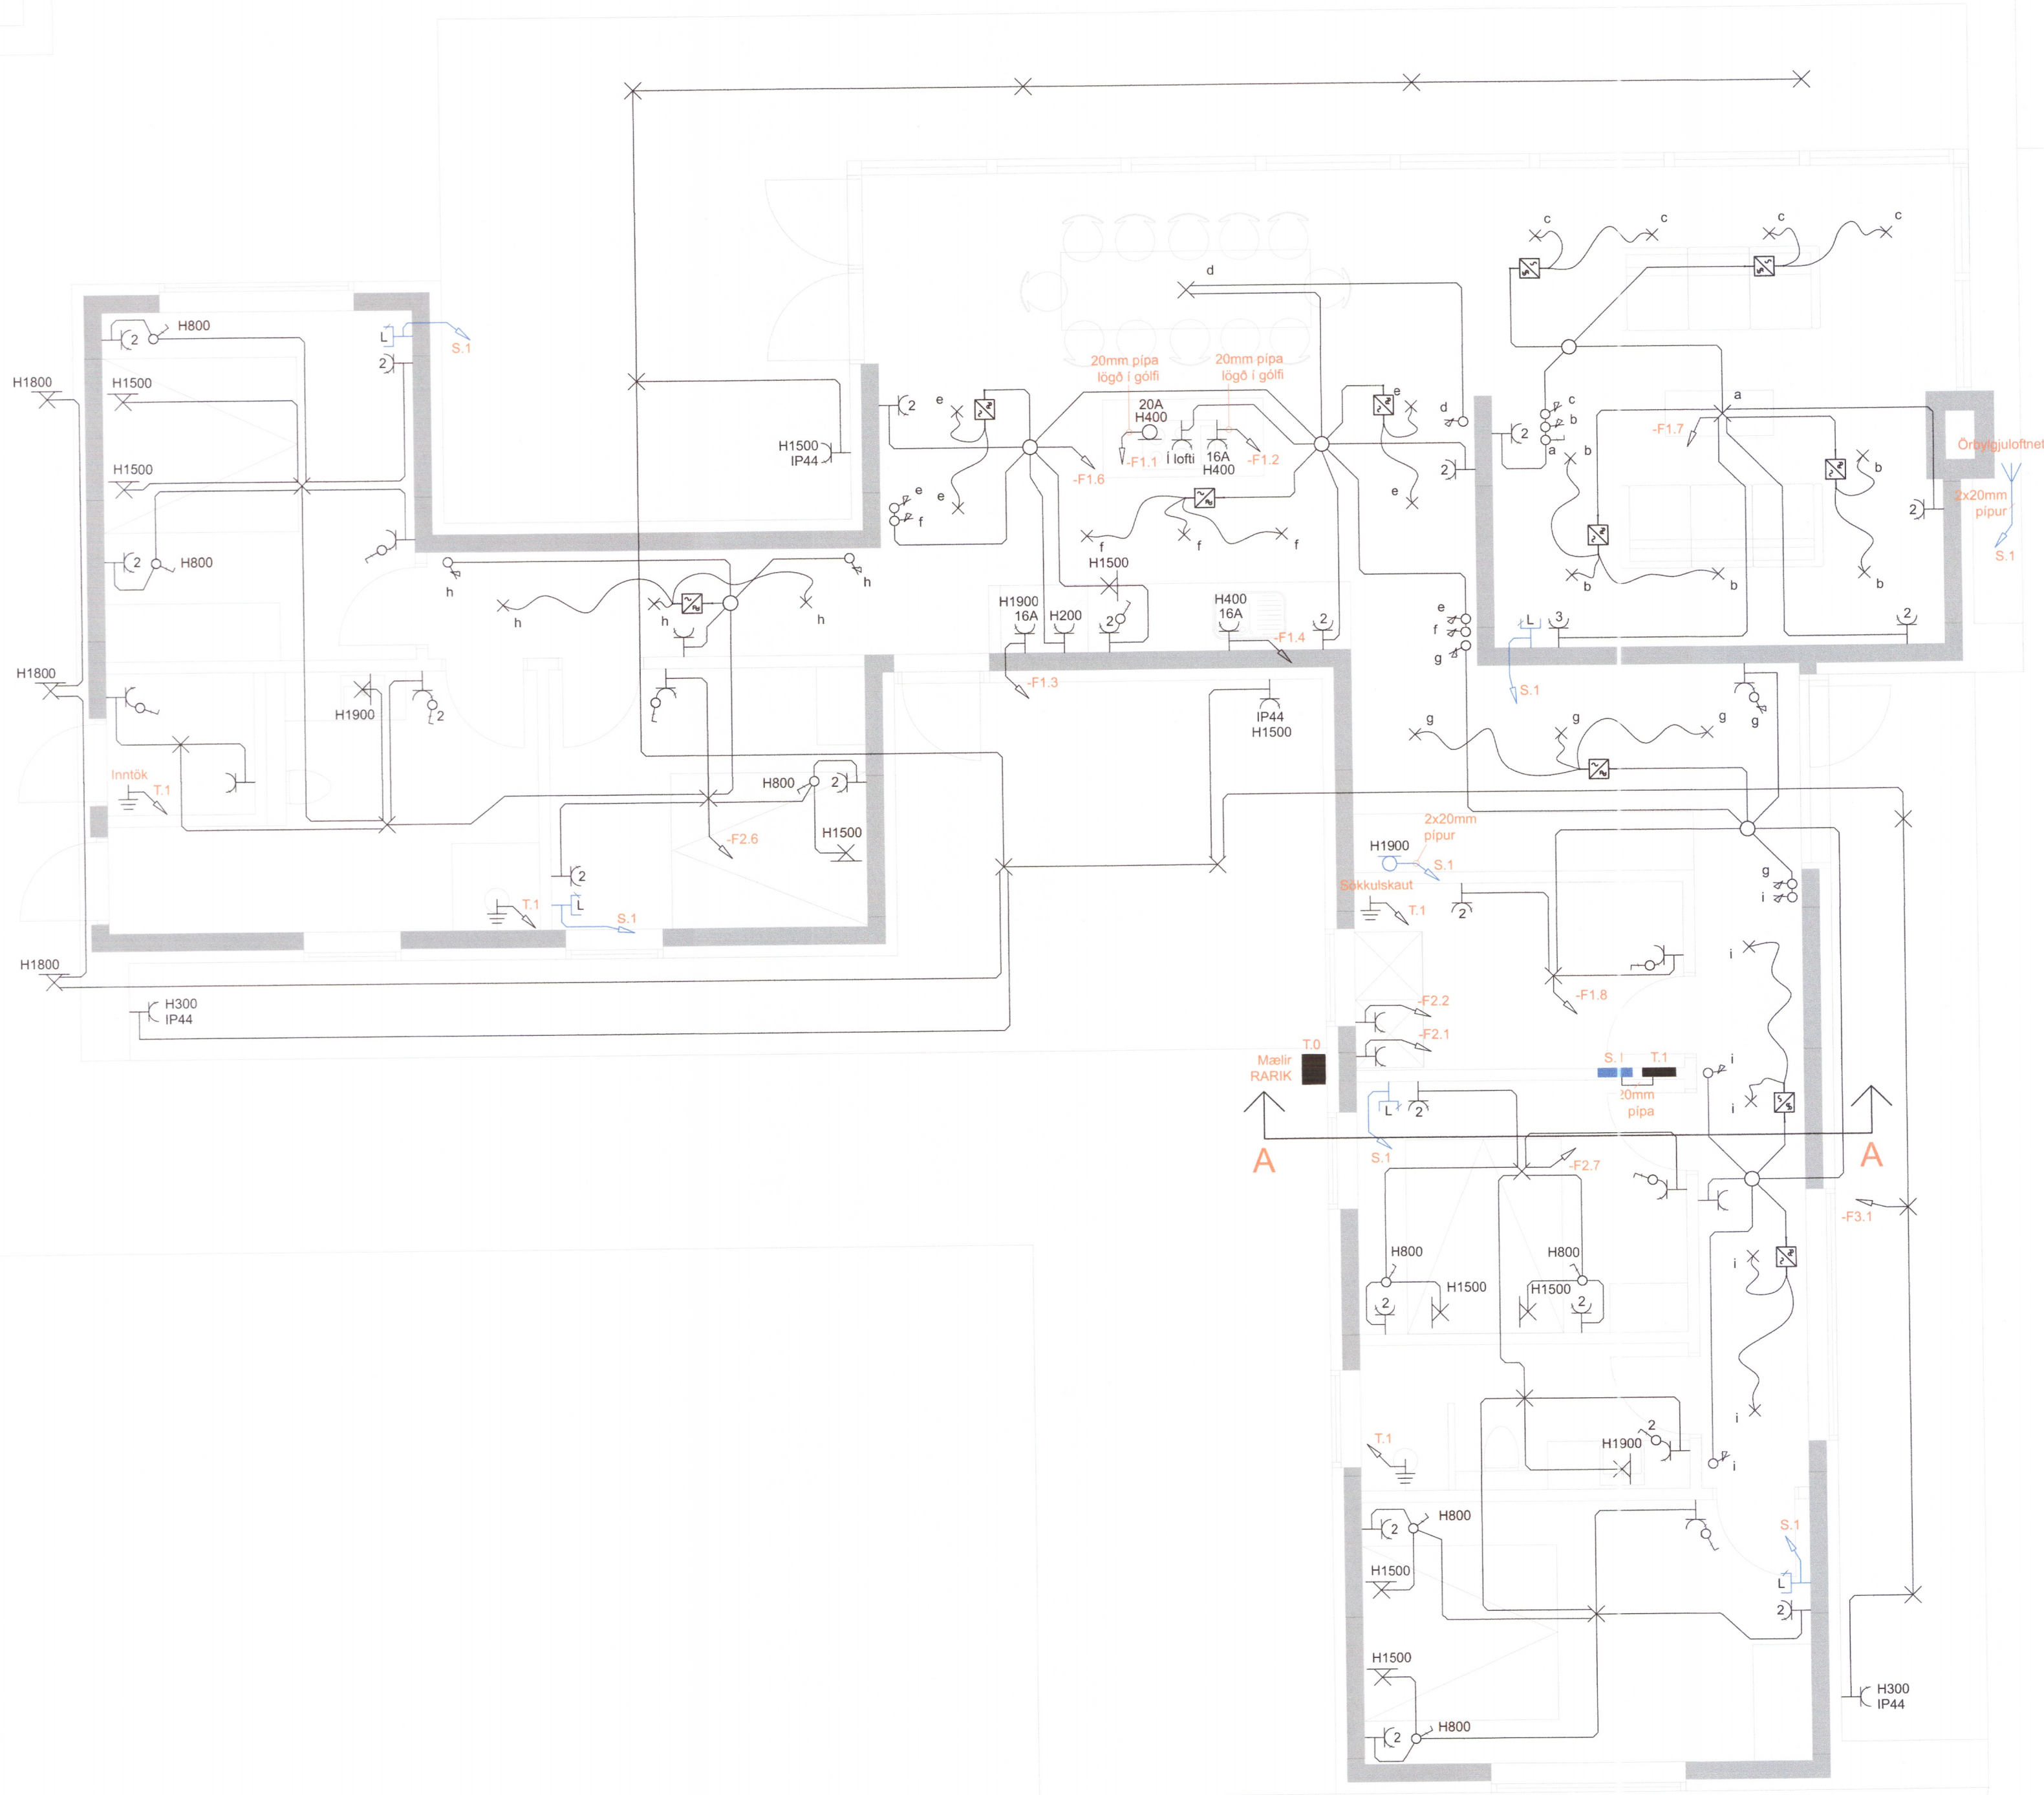 c
c
c
c
d
H800
2
L
S.1
2
20mm pípa
lögð í gólfi
20mm pípa
lögð í gólfi
H1800
H1500
e
2
20A
H400
e
d
c
b
a
2
a
-F1.7
Örbylgjuloftnet
H1500
IP44
-F1.1
Í lofti
16A
H400
-F1.2
-F1.6
2
b
b
H1500
e
f
e
e
2
2x20mm
pípur
S.1
f
f
f
2
H800
h
h
h
h
h
H1500
b
b
b
H1900
16A
H200
2
H400
16A
2
-F1.4
e
f
g
L
3
2
H1800
-F1.3
S.1
H1900
2
IP44
H1500
g
g
g
g
Inntök
T.1
H800
2
H1500
-F2.6
2x20mm
pípur
H1900
S.1
Sökkulskaut
T.1
2
g
i
2
L
T.1
S.1
H1800
i
H300
IP44
-F1.8
-F2.2
-F2.1
T.0
Mælir
RARIK
S.1
T.1
20mm
pípa
i
i
L
2
S.1
A
A
-F2.7
-F3.1
H800
H800
i
H1500
H1500
2
2
i
2
H1900
T.1
i
H800
2
S.1
H1500
L
2
H1500
H300
IP44
H800
2